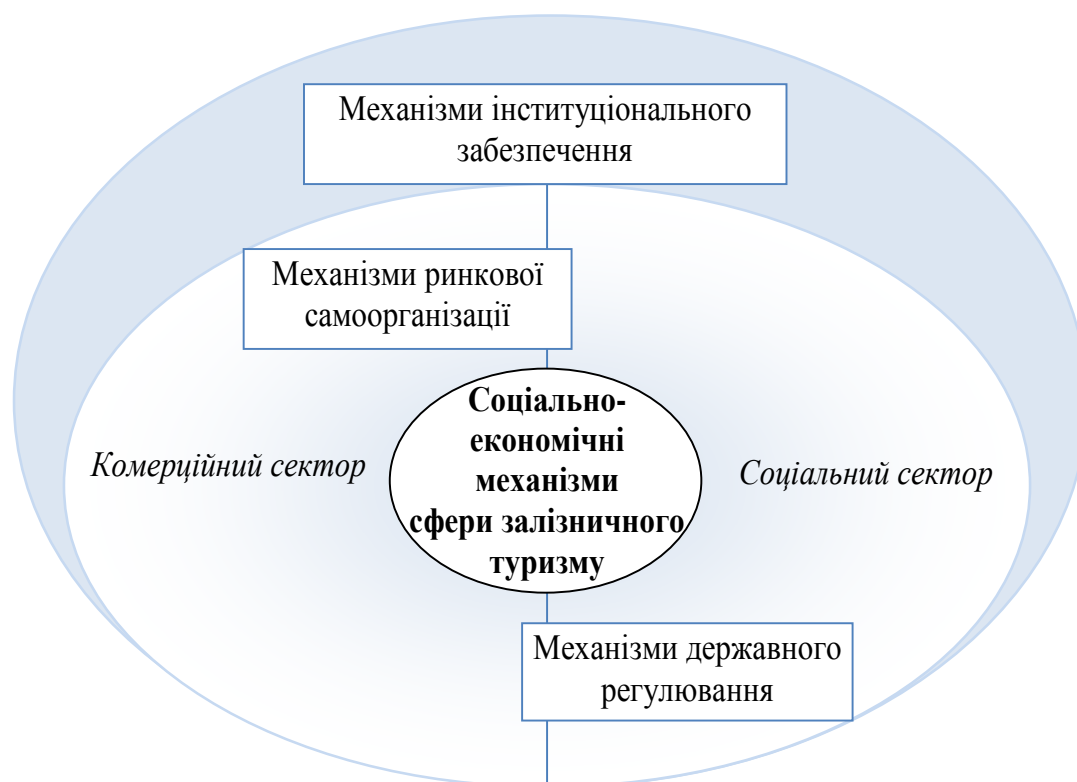 Механізми інституціонального
забезпечення
Механізми ринкової
самоорганізації
Соціально-
економічні
механізми
сфери залізничного
туризму
Комерційний сектор
Соціальний сектор
Механізми державного
регулювання